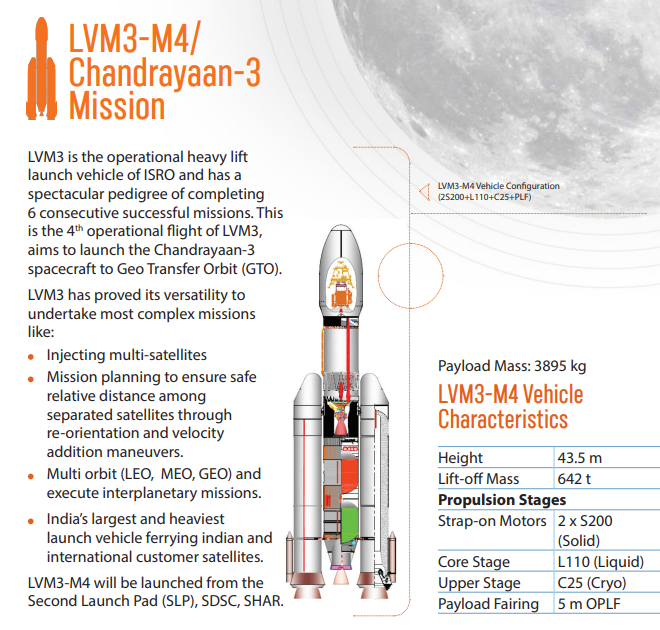 LVM3-M4/
Chandrayaan-3
Mission
LVM3 is the operational heavy lift
launch vehicle of ISRO and has a
spectacular pedigree of completing
6 consecutive successful missions. This
is the 4th operational flight of LVM3,
aims to launch the Chandrayaan-3
spacecraft to Geo Transfer Orbit (GTO).
LVM3 has proved its versatility to
undertake most complex missions
like:
• Injecting multi-satellites
• Mission planning to ensure safe
relative distance among
separated satellites through
re-orientation and velocity
addition maneuvers.
• Multi orbit (LEO, MEO, GEO) and
execute interplanetary missions.
• India's largest and heaviest
launch vehicle ferrying indian and
international customer satellites.
LVM3-M4 will be launched from the
Second Launch Pad (SLP), SDSC, SHAR.
LVM3-M4 Vehicle Configuration
(2S200+L110+C25+PLF)
Payload Mass: 3895 kg
LVM3-M4 Vehicle
Characteristics
Height 43.5 m
Lift-off Mass 642 t
Propulsion Stages
Strap-on Motors 2 x S200
(Solid)
Core Stage L110 (Liquid)
Upper Stage C25 (Cryo)
Payload Fairing 5 m OPLF